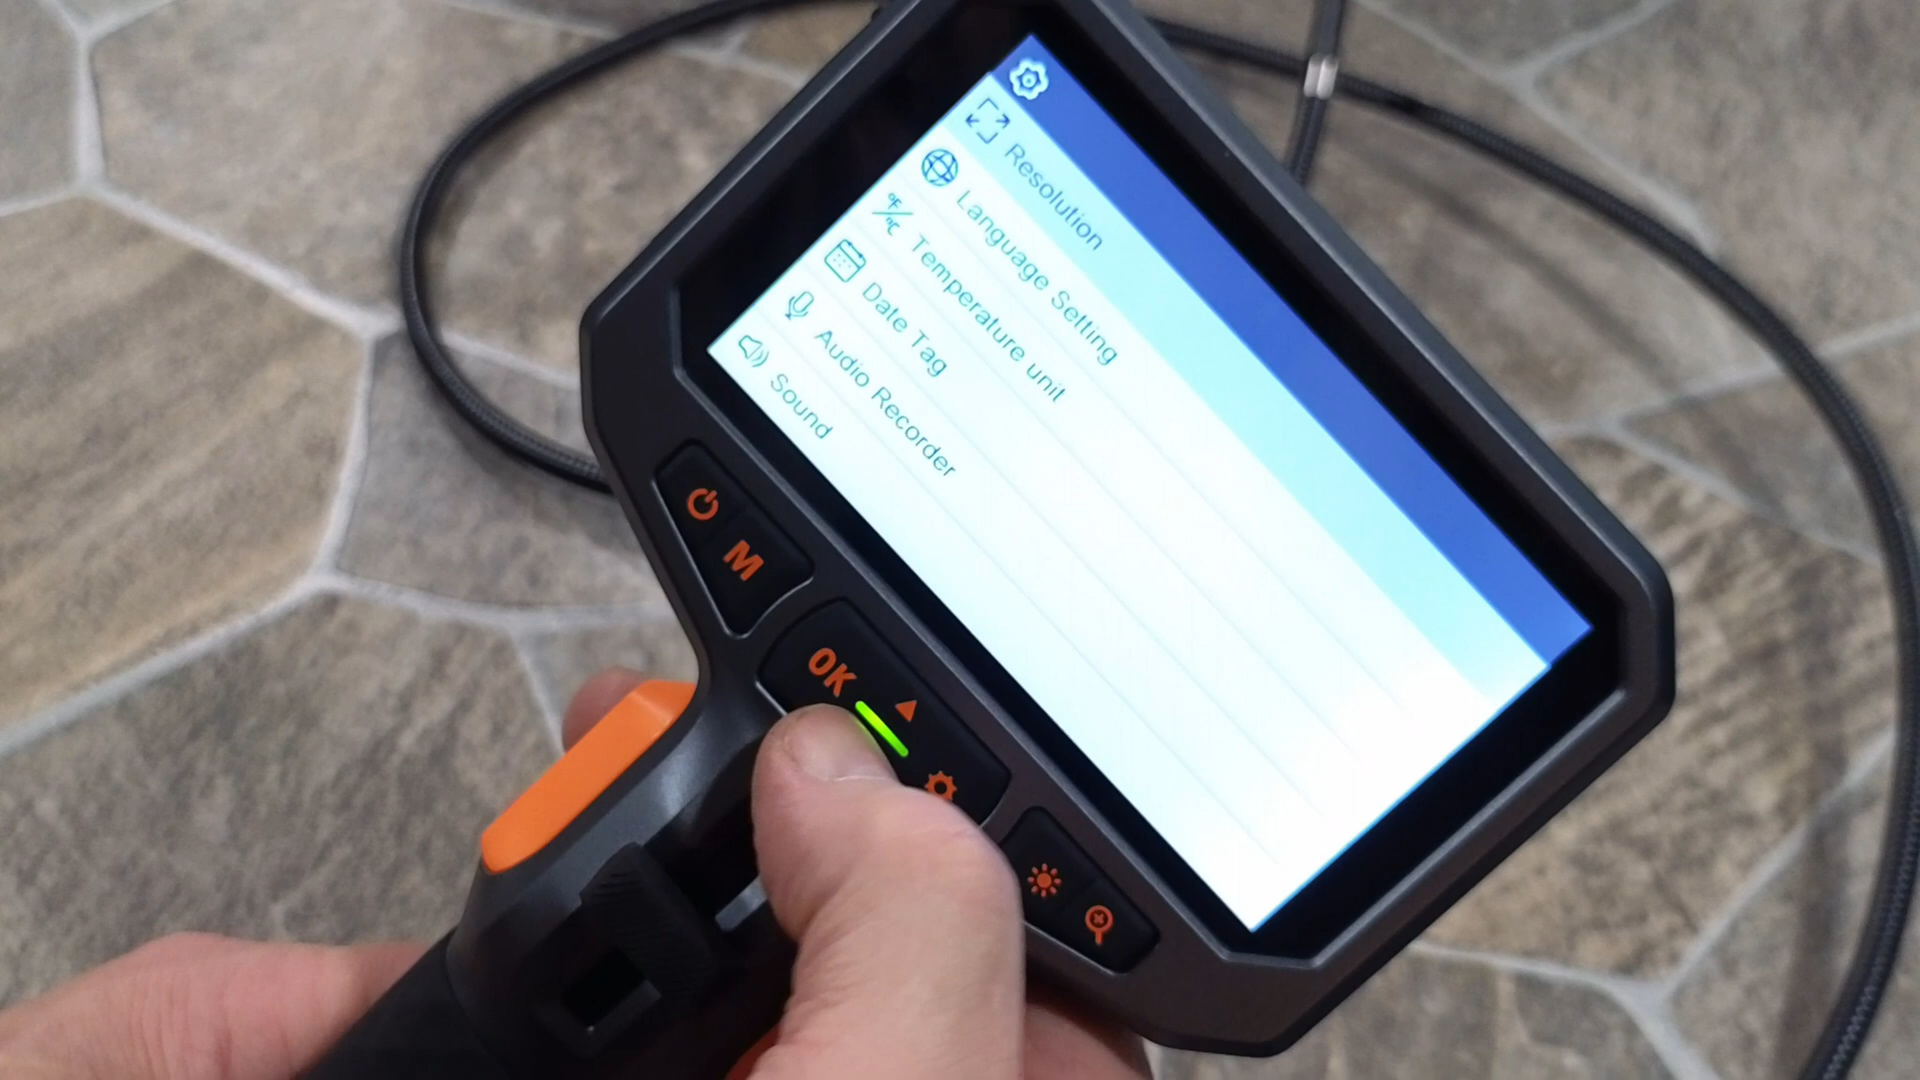 Resolution
Language Setting
°F/°C
Temperature unit
Date Tag
Audio Recorder
Sound
M
OK